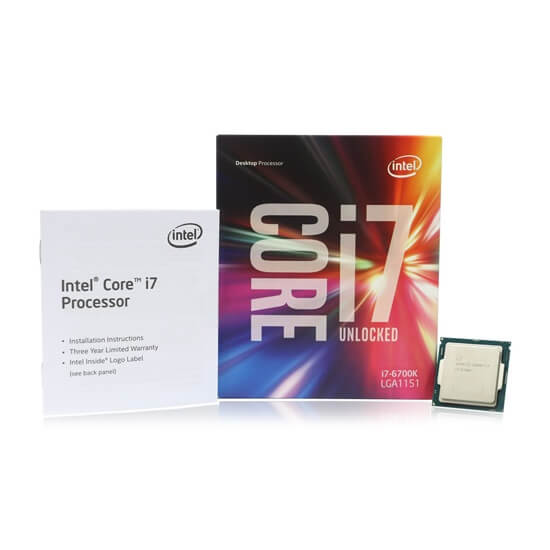 intel
Intel® Core™ i7
Processor
• Installation Instructions
• Three Year Limited Warranty
• Intel Inside® Logo Label
(see back panel)
Desktop Processor
intel
CORE i7
UNLOCKED
i7-6700K
LGA1151